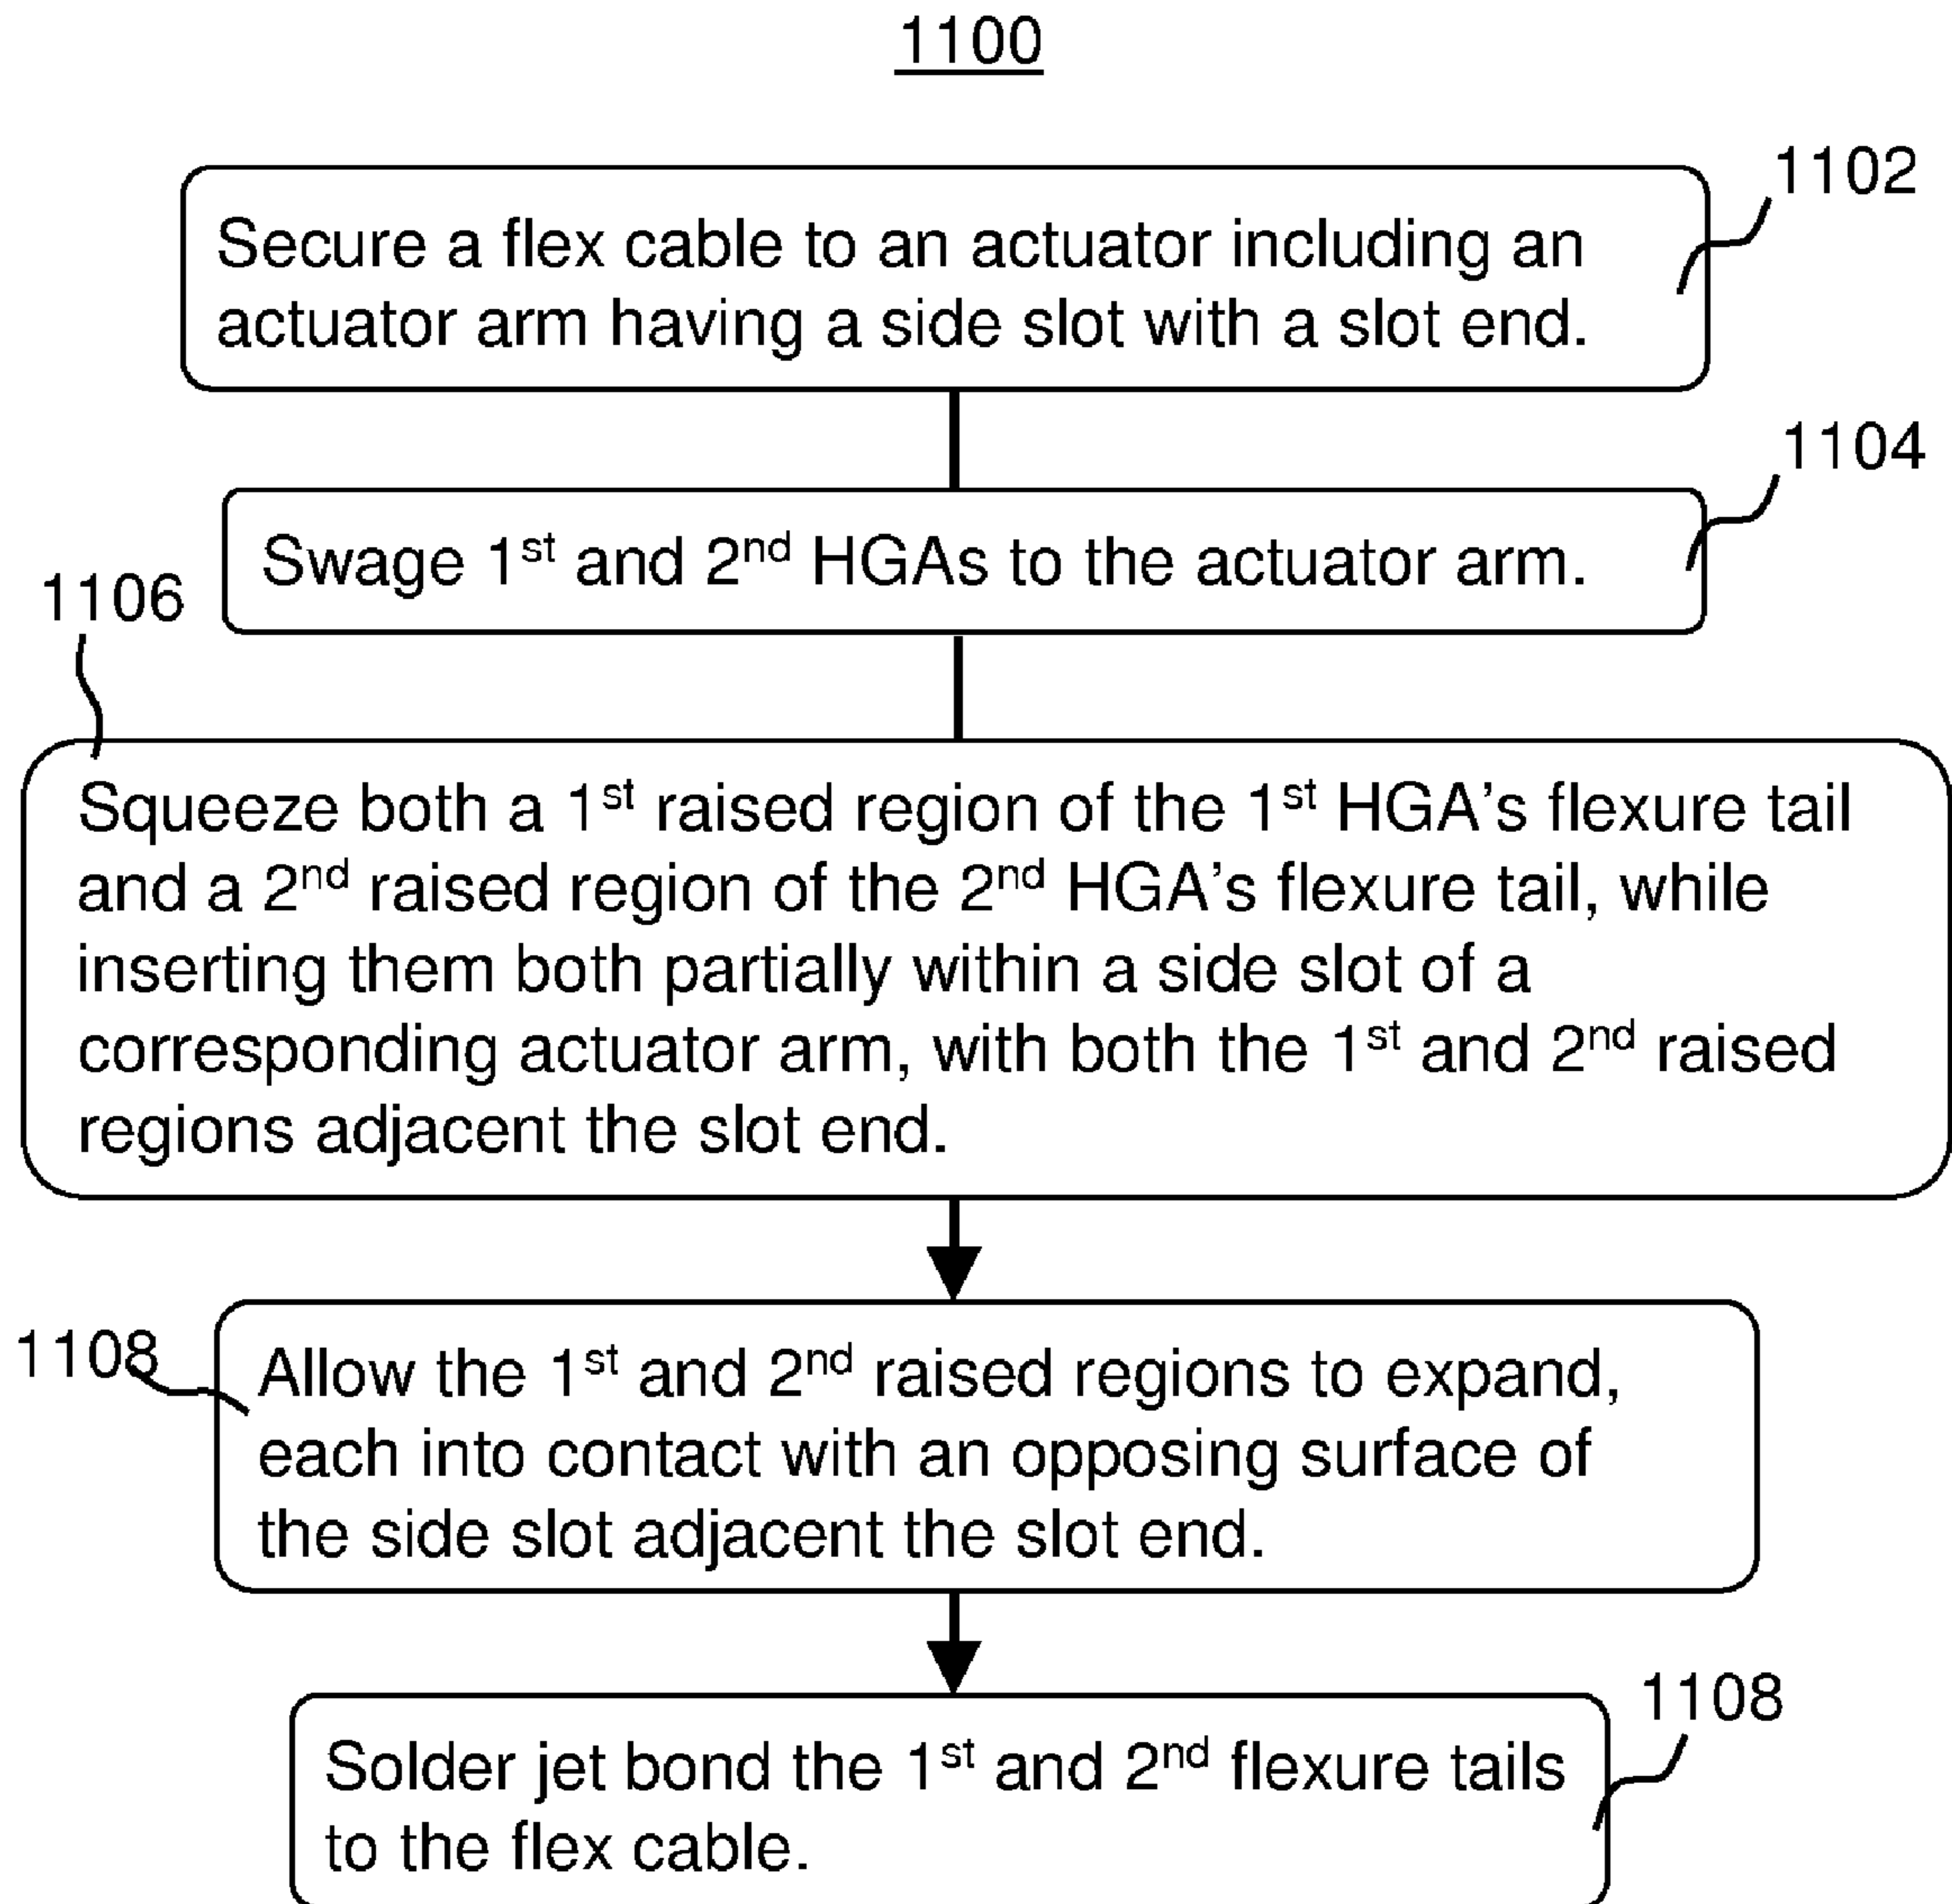 1100
1102
Secure a flex cable to an actuator including an
actuator arm having a side slot with a slot end.
1104
Swage 1st and 2nd HGAs to the actuator arm.
1106
Squeeze both a 1st raised region of the 1st HGA’s flexure tail
and a 2nd raised region of the 2nd HGA’s flexure tail, while
inserting them both partially within a side slot of a
corresponding actuator arm, with both the 1st and 2nd raised
regions adjacent the slot end.
1108
Allow the 1st and 2nd raised regions to expand,
each into contact with an opposing surface of
the side slot adjacent the slot end.
1108
Solder jet bond the 1st and 2nd flexure tails
to the flex cable.